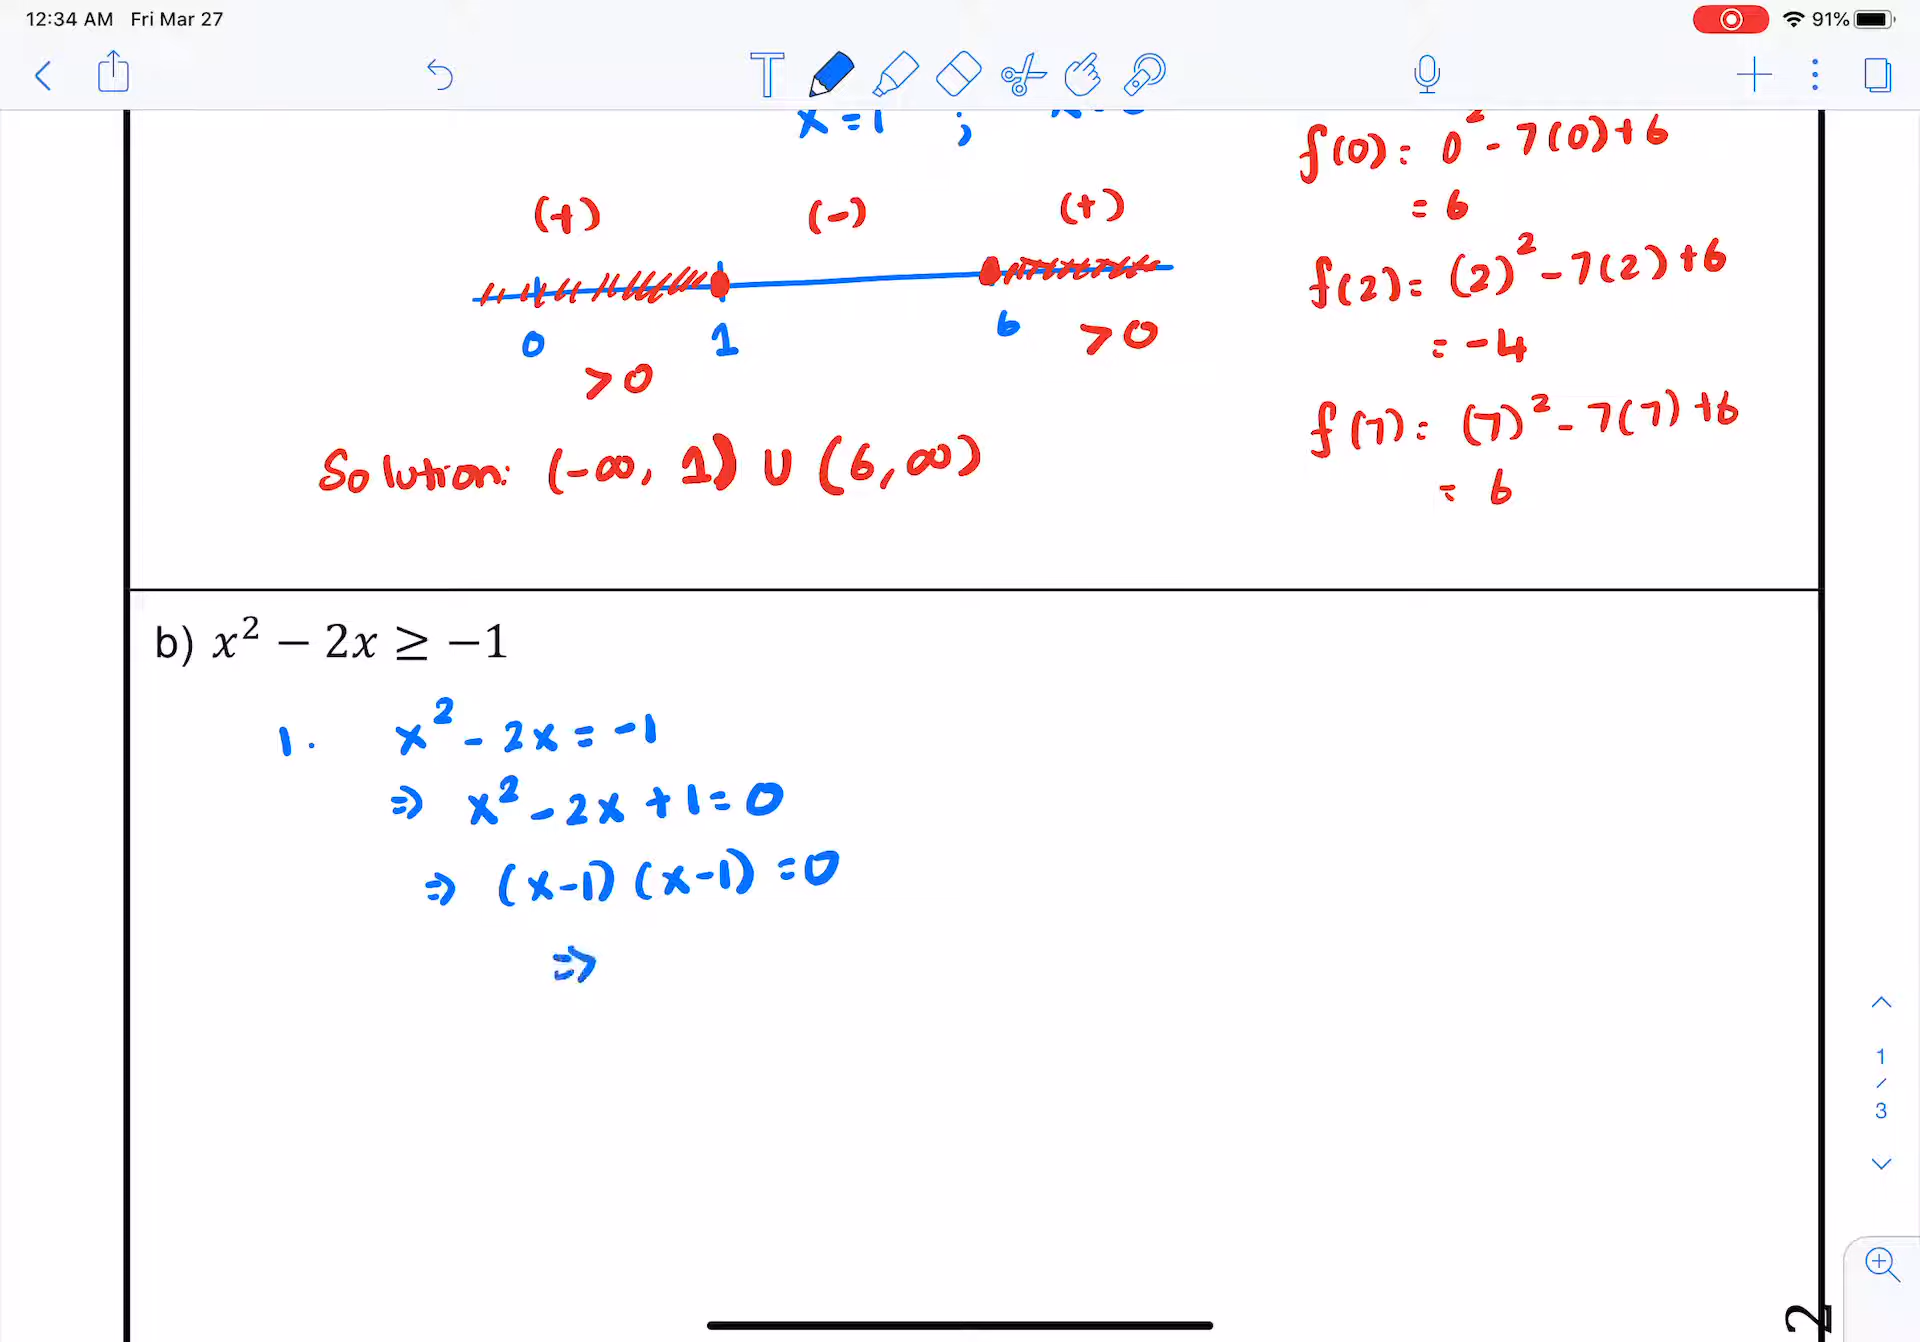 12:34 AM Fri Mar 27
91%
x = 1 ;
f(0) = 0² - 7(0) + 6
= 6
(+) (-) (+)
f(2) = (2)² - 7(2) + 6
= -4
0 1 6
> 0 > 0
f(7) = (7)² - 7(7) + 6
= 6
Solution: (-∞, 1) ∪ (6, ∞)
b) x² − 2x ≥ −1
1. x² - 2x = -1
⇒ x² - 2x + 1 = 0
⇒ (x-1) (x-1) = 0
⇒
1
/
3
2